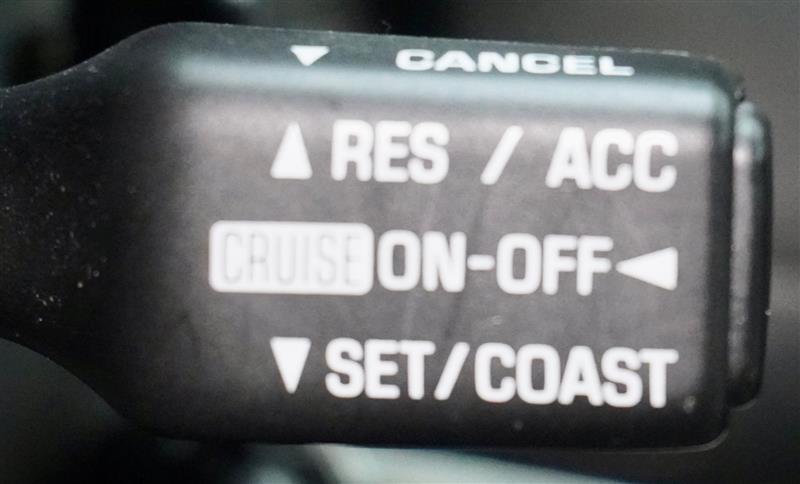 ▼ CANCEL
▲ RES / ACC
CRUISE ON-OFF ◀
▼ SET/COAST